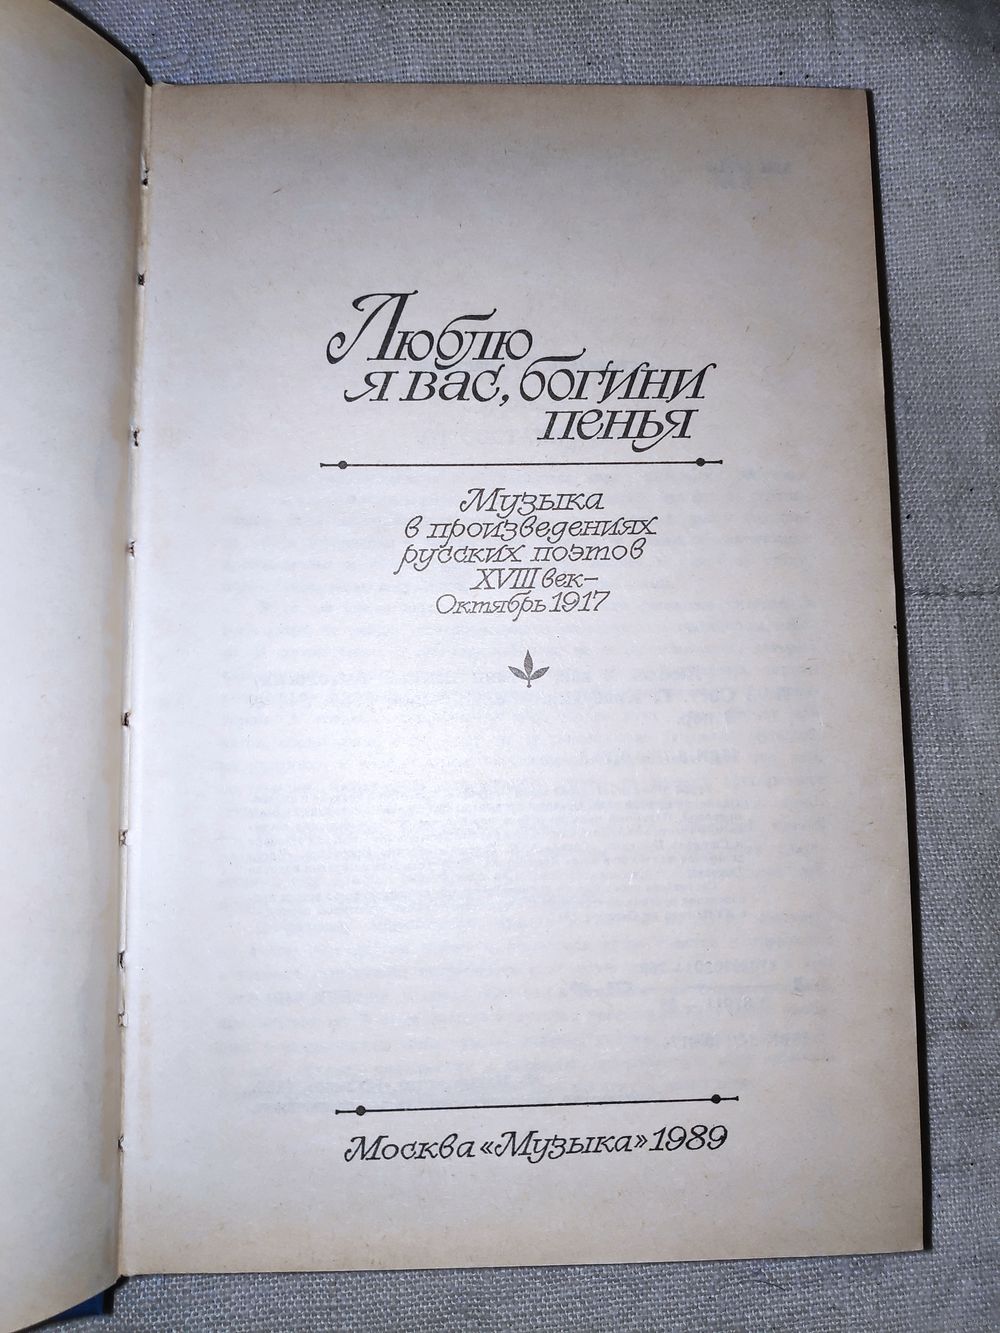 Люблю
я вас, богини
пенья
Музыка
в произведениях
русских поэтов
XVIII век–
Октябрь 1917
Москва «Музыка» 1989